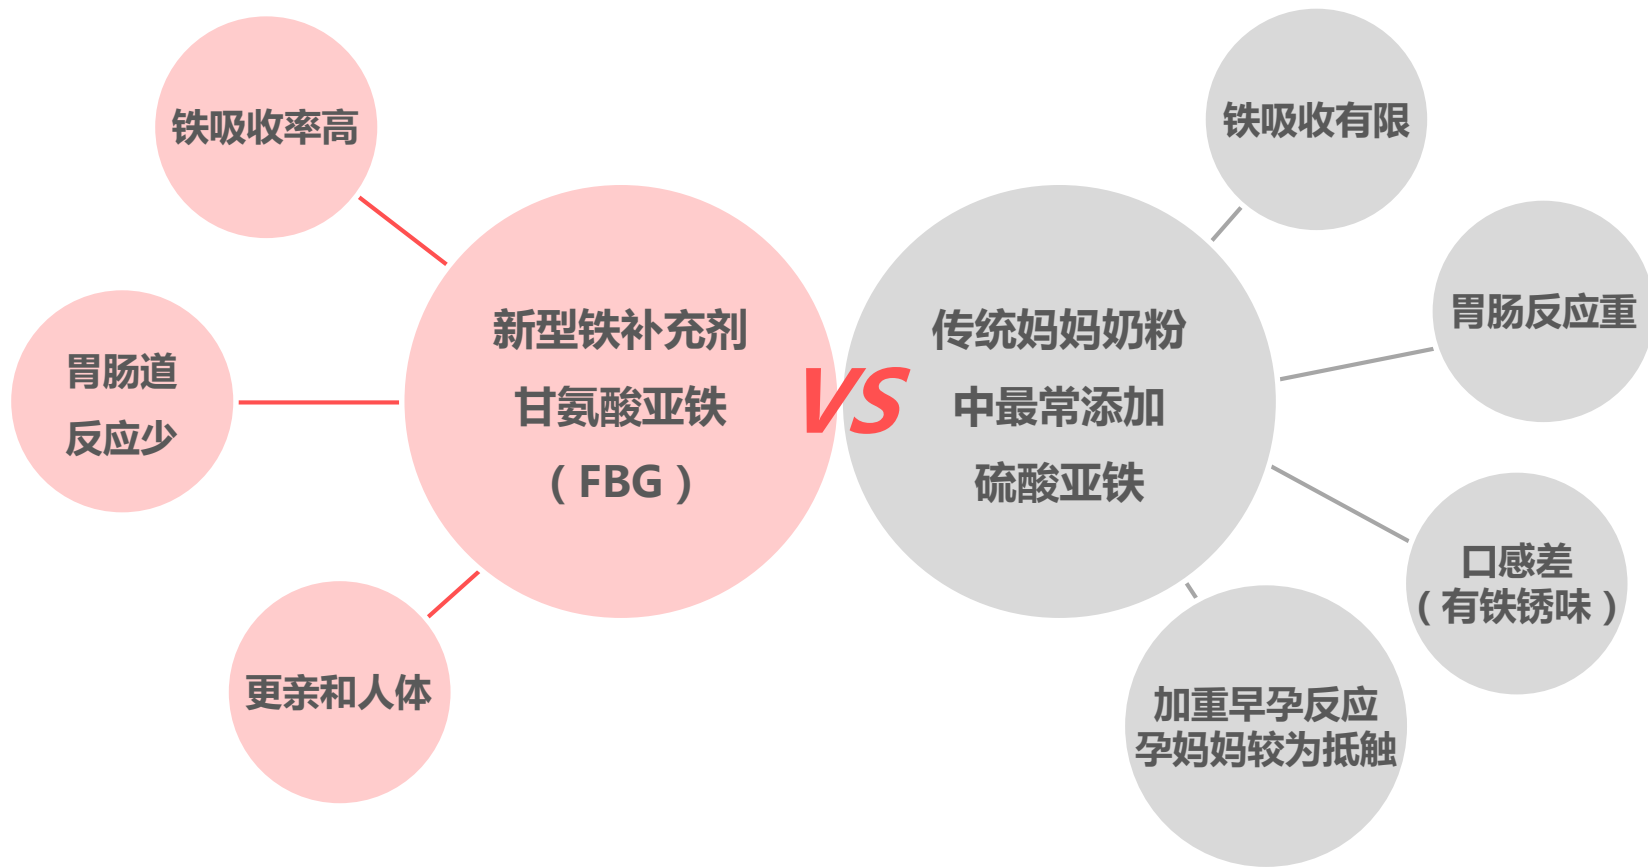 铁吸收率高
胃肠道
反应少
更亲和人体
新型铁补充剂
甘氨酸亚铁
（FBG）
VS
传统妈妈奶粉
中最常添加
硫酸亚铁
铁吸收有限
胃肠反应重
口感差
（有铁锈味）
加重早孕反应
孕妈妈较为抵触